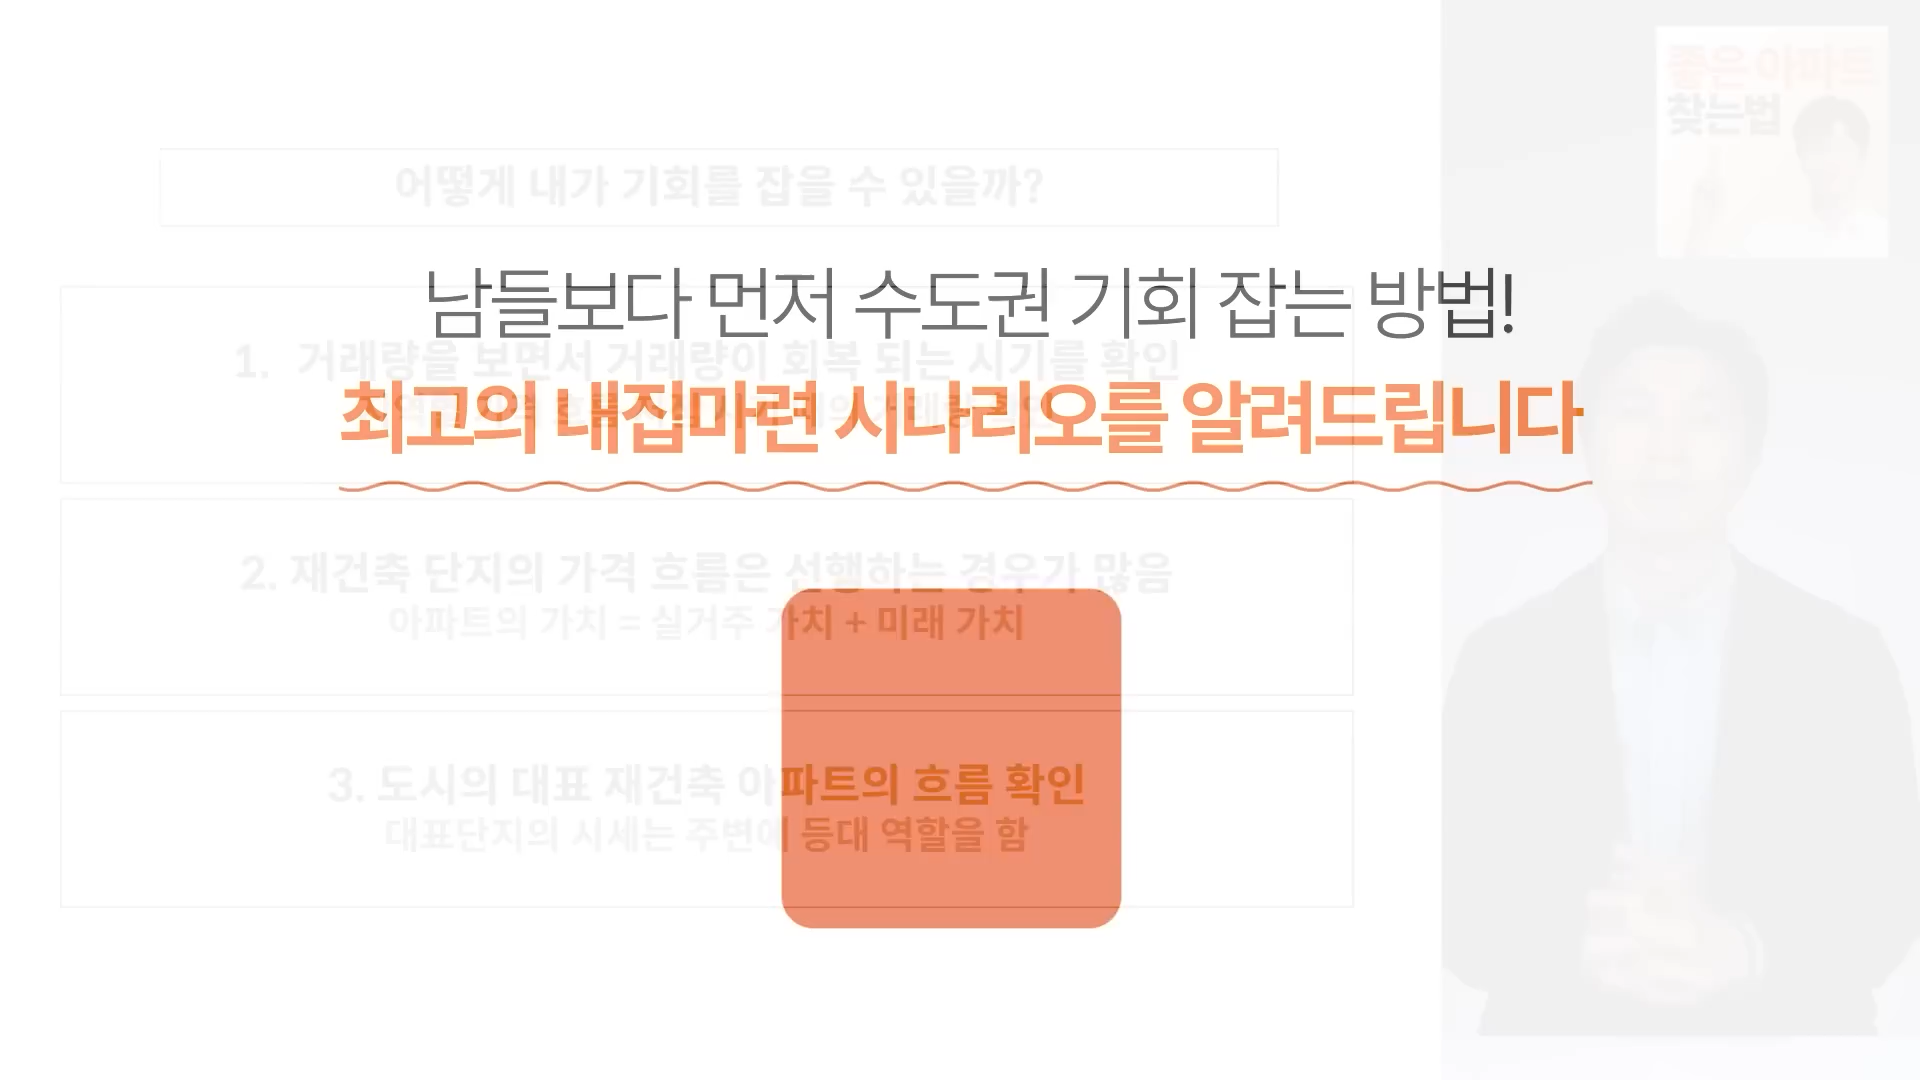 좋은 아파트
찾는법
어떻게 내가 기회를 잡을 수 있을까?
남들보다 먼저 수도권 기회 잡는 방법!
1. 거래량을 보면서 거래량이 회복 되는 시기를 확인
최고의 내집마련 시나리오를 알려드립니다
2. 재건축 단지의 가격 흐름은 선행하는 경우가 많음
아파트의 가치 = 실거주 가치 + 미래 가치
3. 도시의 대표 재건축 아파트의 흐름 확인
대표단지의 시세는 주변에 등대 역할을 함